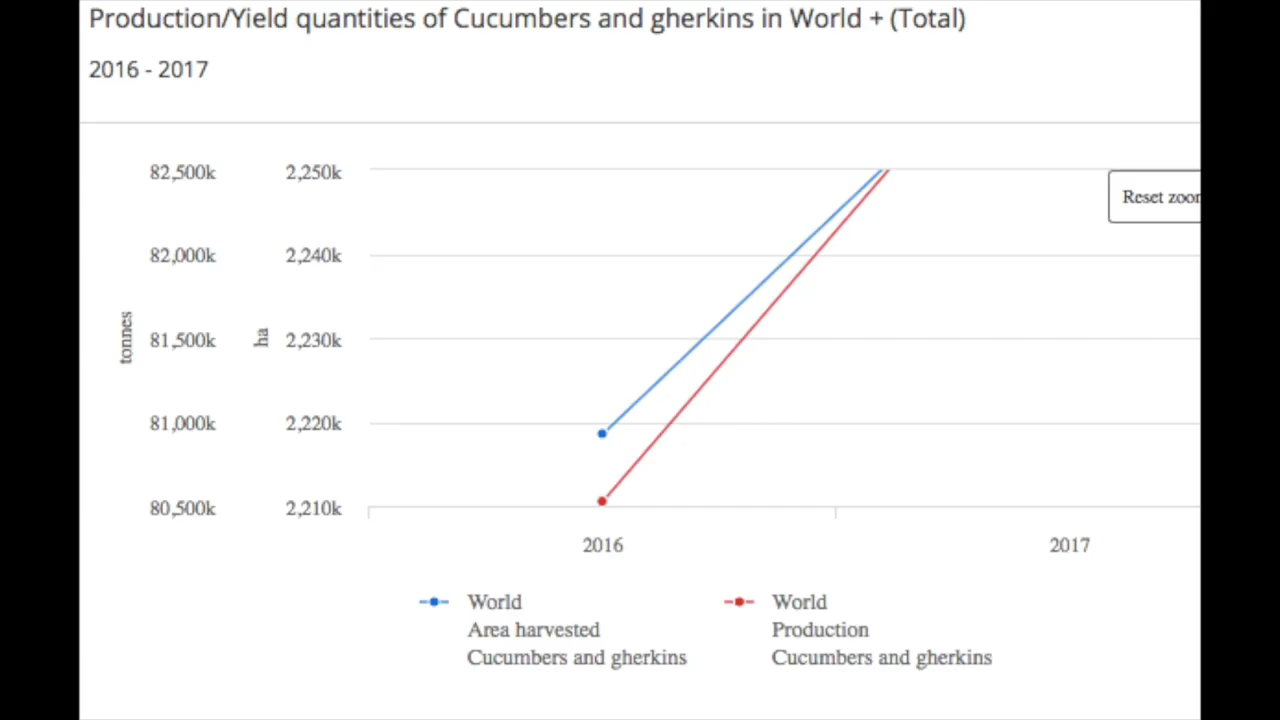 Production/Yield quantities of Cucumbers and gherkins in World + (Total)
2016 - 2017
82,500k 2,250k
Reset zoor
82,000k 2,240k
tonnes
ha
81,500k 2,230k
81,000k 2,220k
80,500k 2,210k
2016 2017
World
Area harvested
Cucumbers and gherkins
World
Production
Cucumbers and gherkins